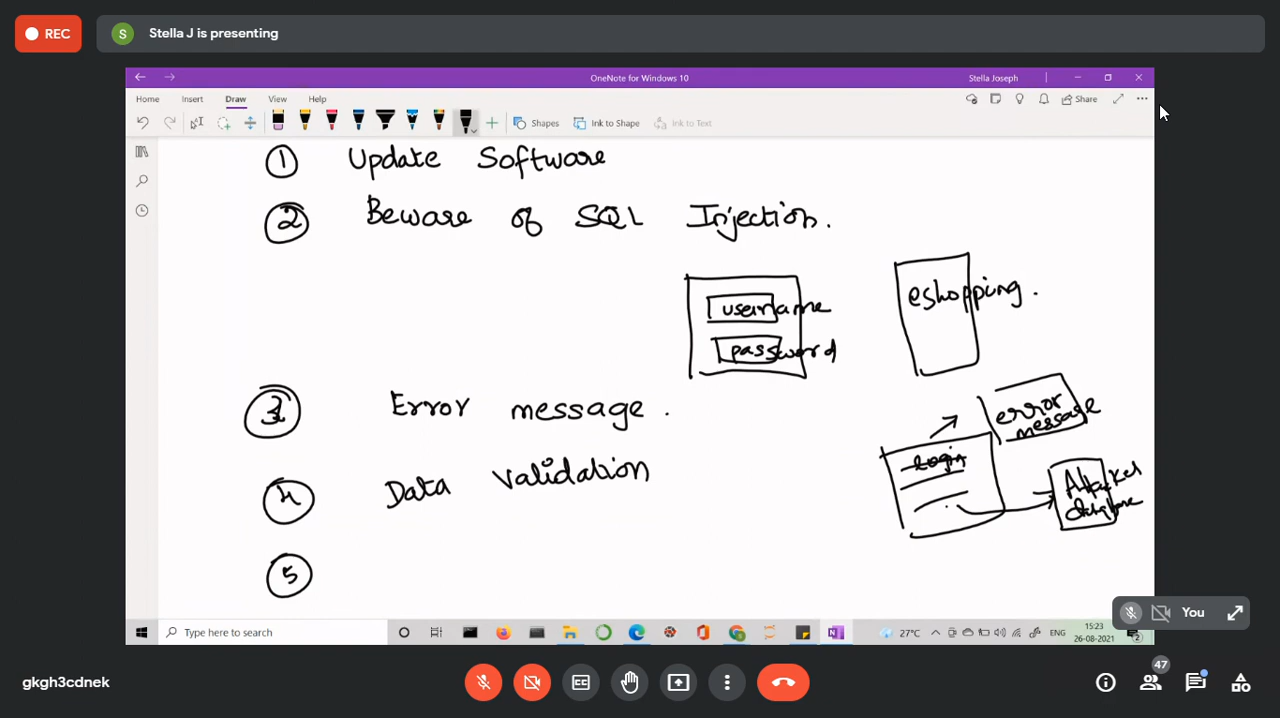 REC
S Stella J is presenting
OneNote for Windows 10
Stella Joseph
Home Insert Draw View Help
Share
Shapes Ink to Shape Ink to Text
1 Update Software
2 Beware of SQL Injection.
username
password
eshopping.
3 Error message.
error
message
Login
4 Data Validation
Attacker
database
5
You
Type here to search
27°C
ENG
15:23
26-08-2021
2
gkgh3cdnek
CC
47